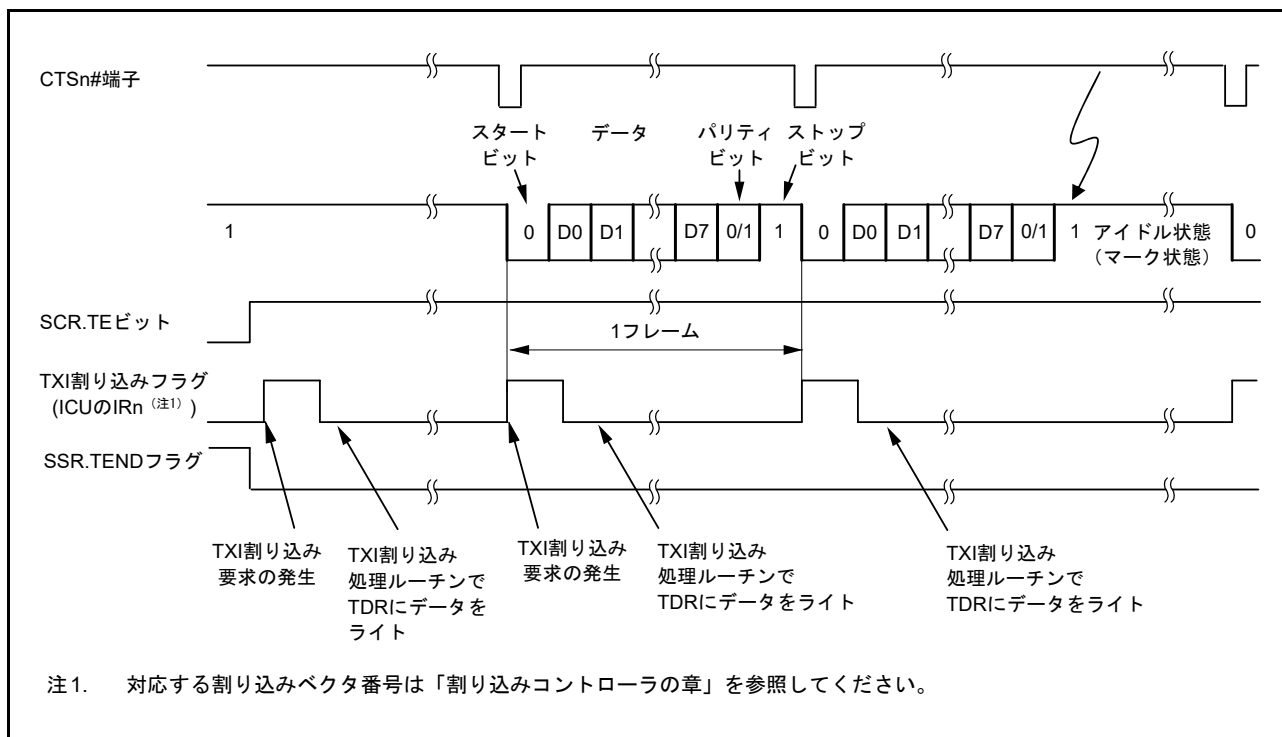 CTSn#端子
スタート
ビット
データ
パリティ
ビット
ストップ
ビット
1
0
D0
D1
D7
0/1
1
0
D0
D1
D7
0/1
1
アイドル状態
（マーク状態）
0
SCR.TEビット
1フレーム
TXI割り込みフラグ
(ICUのIRn（注1）)
SSR.TENDフラグ
TXI割り込み
要求の発生
TXI割り込み
処理ルーチンで
TDRにデータを
ライト
TXI割り込み
要求の発生
TXI割り込み
処理ルーチンで
TDRにデータをライト
TXI割り込み
処理ルーチンで
TDRにデータをライト
注1. 対応する割り込みベクタ番号は「割り込みコントローラの章」を参照してください。